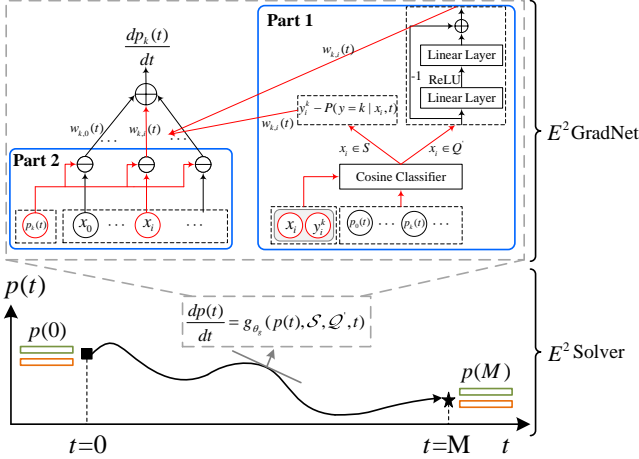 Part 1
dp_k(t)
dt
w_{k,i}(t)
-1
Linear Layer
ReLU
Linear Layer
y_i^k − P(y = k | x_i, t)
w_{k,0}(t)
w_{k,i}(t)
w_{k,i}(t)
...
...
x_i ∈ S
x_i ∈ Q'
E² GradNet
Part 2
Cosine Classifier
p_k(t)
x_0 ... x_i ...
x_i y_i^k
p_0(t) ... p_k(t) ...
p(t)
dp(t)
dt
= g_{θ_g}(p(t), S, Q', t)
p(0)
p(M)
E² Solver
t=0
t=M
t